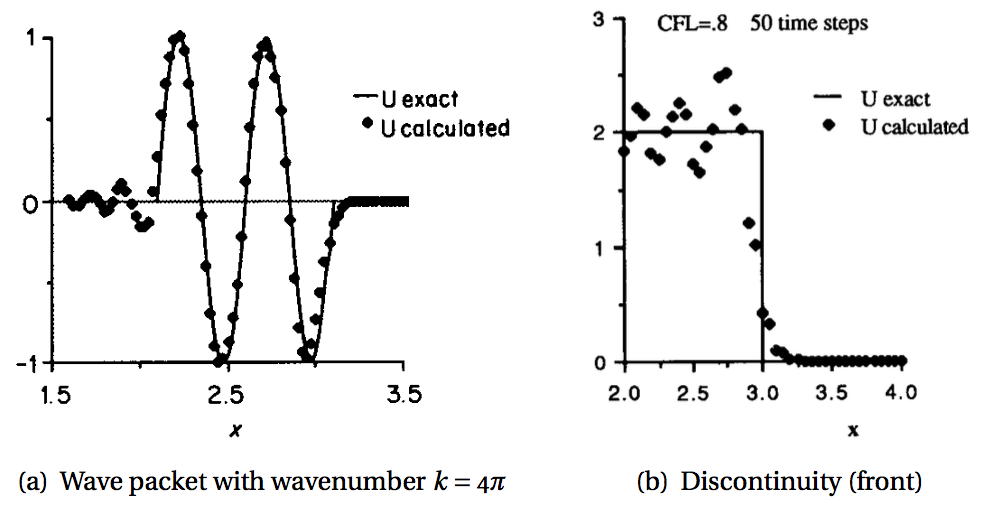 1
0
-1
1.5
2.5
3.5
x
U exact
U calculated
(a) Wave packet with wavenumber k = 4π
3
2
1
0
CFL=.8 50 time steps
U exact
U calculated
2.0 2.5 3.0 3.5 4.0
x
(b) Discontinuity (front)